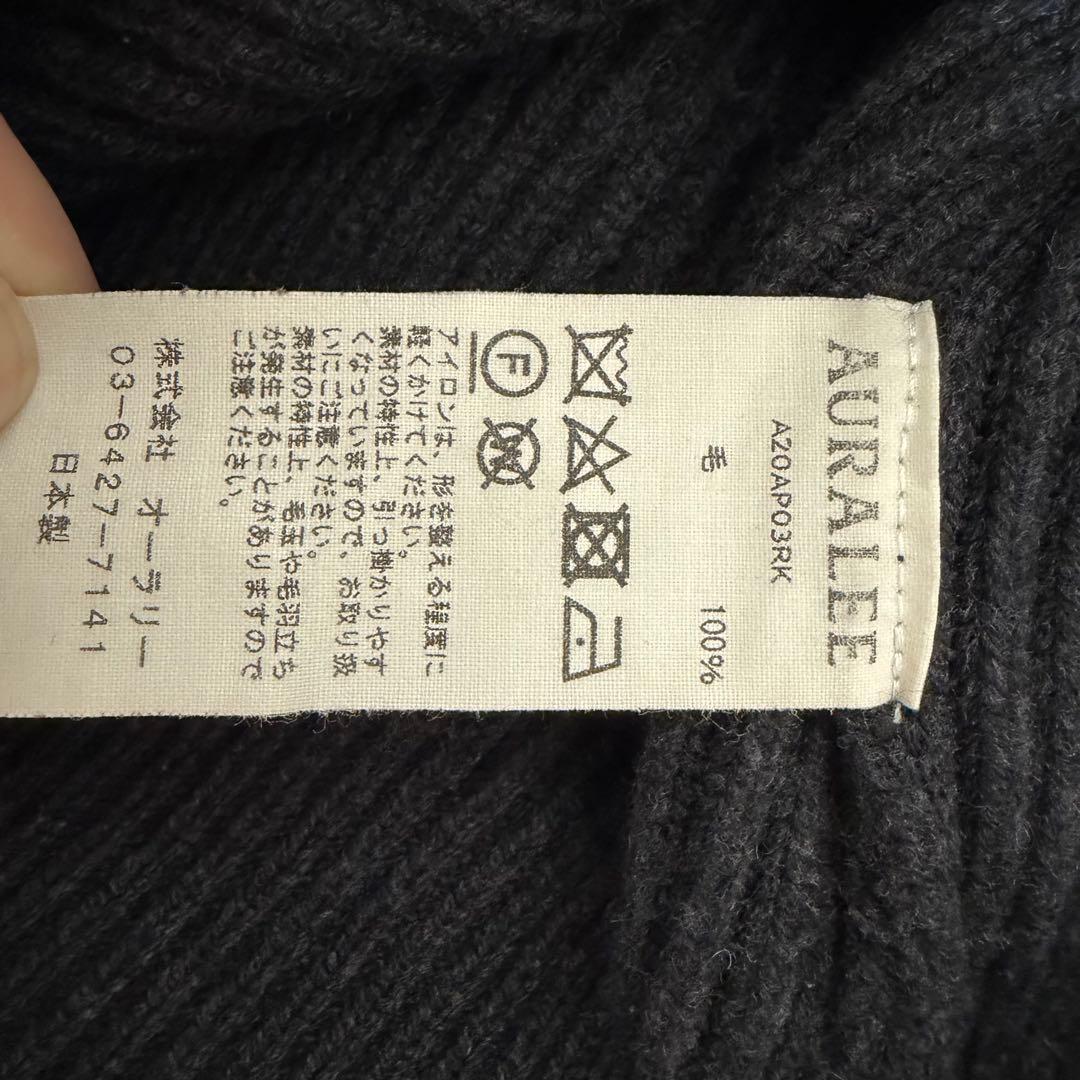 AURALEE
A20AP03RK
毛 100%
F
W
アイロンは、形を整える程度に
軽くかけてください。
素材の特性上、引っ掛かりやす
くなっていますので、お取り扱
いにご注意ください。
素材の特性上、毛玉や毛羽立ち
が発生することがありますので
ご注意ください。
株式会社 オーラリー
03-6427-7141
日本製